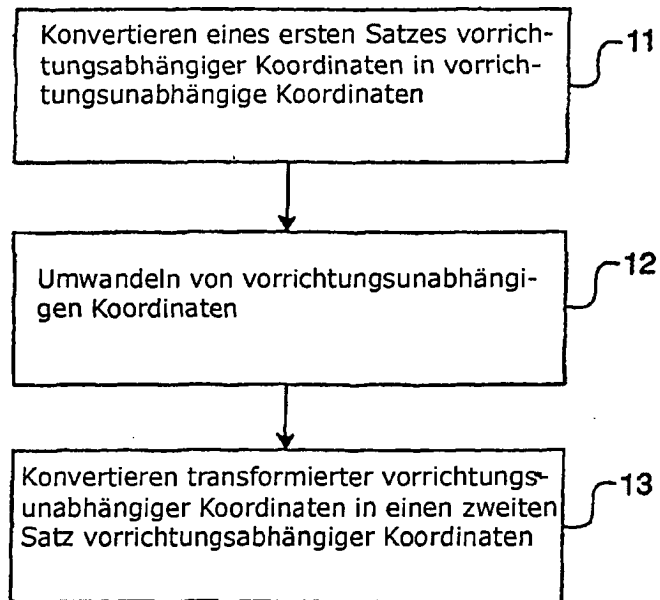 Konvertieren eines ersten Satzes vorrich-
tungsabhängiger Koordinaten in vorrich-
tungsunabhängige Koordinaten
11
Umwandeln von vorrichtungsunabhängi-
gen Koordinaten
12
Konvertieren transformierter vorrichtungs-
unabhängiger Koordinaten in einen zweiten
Satz vorrichtungsabhängiger Koordinaten
13